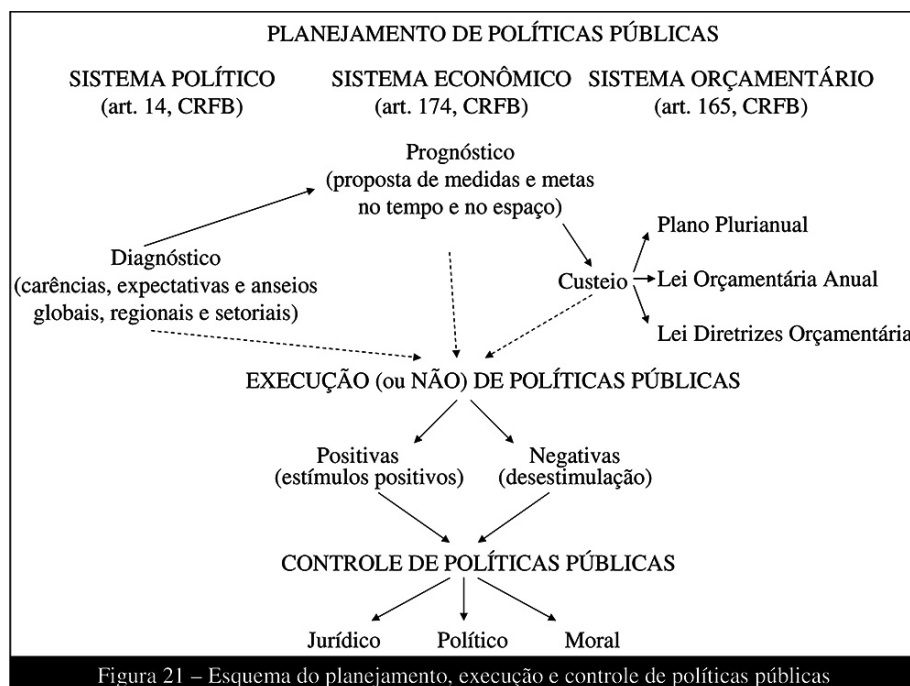 PLANEJAMENTO DE POLÍTICAS PÚBLICAS
SISTEMA POLÍTICO
(art. 14, CRFB)
SISTEMA ECONÔMICO
(art. 174, CRFB)
SISTEMA ORÇAMENTÁRIO
(art. 165, CRFB)
Prognóstico
(proposta de medidas e metas
no tempo e no espaço)
Diagnóstico
(carências, expectativas e anseios
globais, regionais e setoriais)
Custeio
Plano Plurianual
Lei Orçamentária Anual
Lei Diretrizes Orçamentária
EXECUÇÃO (ou NÃO) DE POLÍTICAS PÚBLICAS
Positivas
(estímulos positivos)
Negativas
(desestimulação)
CONTROLE DE POLÍTICAS PÚBLICAS
Jurídico
Político
Moral
Figura 21 – Esquema do planejamento, execução e controle de políticas públicas